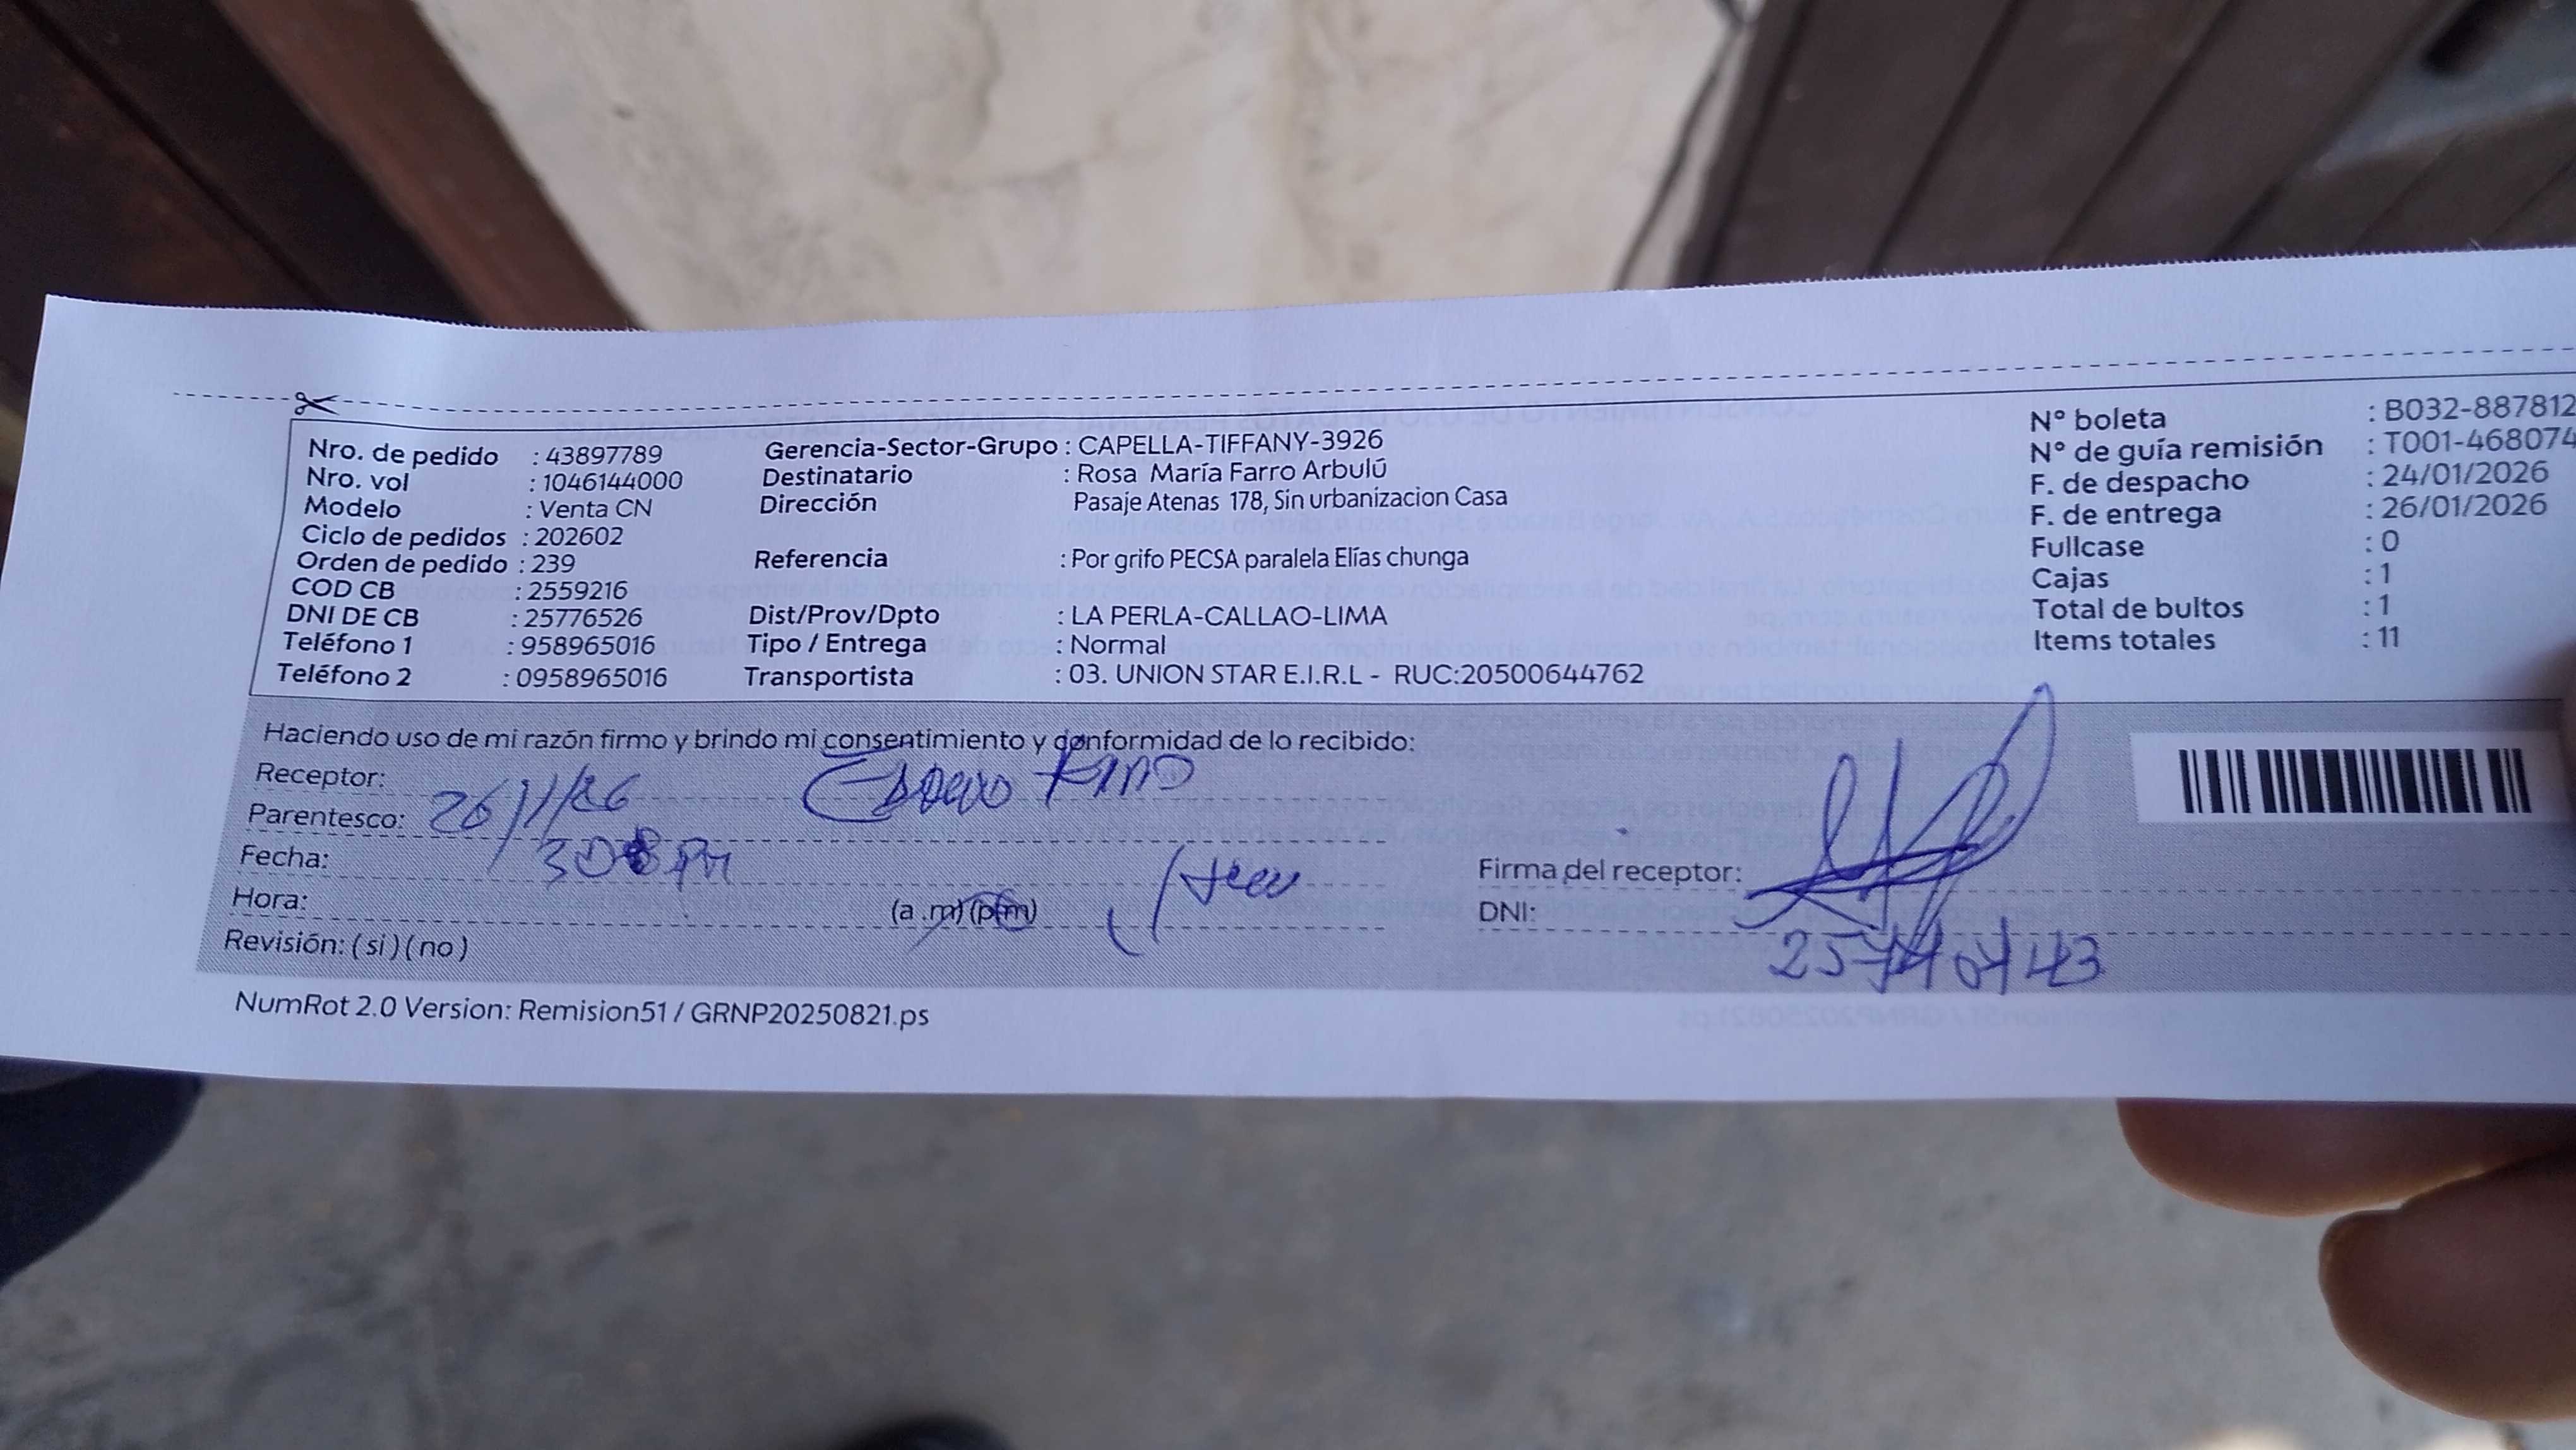 Nro. de pedido : 43897789
Nro. vol : 1046144000
Modelo : Venta CN
Ciclo de pedidos : 202602
Orden de pedido : 239
COD CB : 2559216
DNI DE CB : 25776526
Teléfono 1 : 958965016
Teléfono 2 : 0958965016
Gerencia-Sector-Grupo : CAPELLA-TIFFANY-3926
Destinatario : Rosa María Farro Arbulú
Dirección Pasaje Atenas 178, Sin urbanizacion Casa
Referencia : Por grifo PECSA paralela Elías chunga
Dist/Prov/Dpto : LA PERLA-CALLAO-LIMA
Tipo / Entrega : Normal
Transportista : 03. UNION STAR E.I.R.L - RUC:20500644762
N° boleta : B032-887812
N° de guía remisión : T001-468074
F. de despacho : 24/01/2026
F. de entrega : 26/01/2026
Fullcase : 0
Cajas : 1
Total de bultos : 1
Items totales : 11
Haciendo uso de mi razón firmo y brindo mi consentimiento y conformidad de lo recibido:
Receptor:
Parentesco: 26/1/26
Fecha: 308 PM
Hora: (a.m) (p.m)
Revisión: (si) (no)
Firma del receptor:
DNI:
NumRot 2.0 Version: Remision51 / GRNP20250821.ps